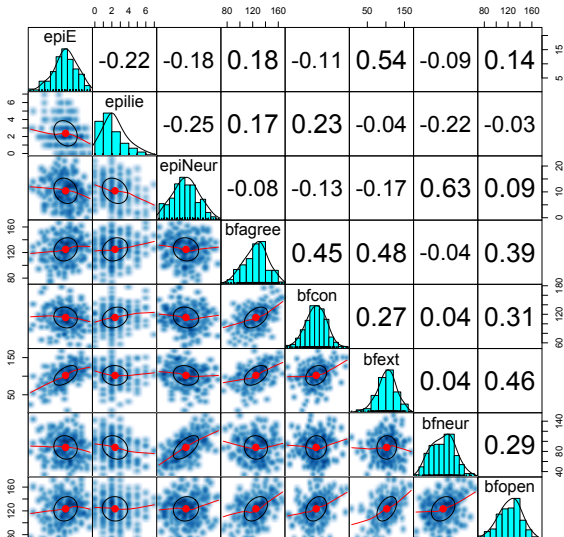 0 2 4 6
80 120 160
50 150
80 120 160
epiE
-0.22
-0.18
0.18
-0.11
0.54
-0.09
0.14
5 15
0 2 4 6
epilie
-0.25
0.17
0.23
-0.04
-0.22
-0.03
epiNeur
-0.08
-0.13
-0.17
0.63
0.09
0 10 20
80 120 160
bfagree
0.45
0.48
-0.04
0.39
bfcon
0.27
0.04
0.31
60 120 180
50 150
bfext
0.04
0.46
bfneur
0.29
40 80 140
80 120 160
bfopen